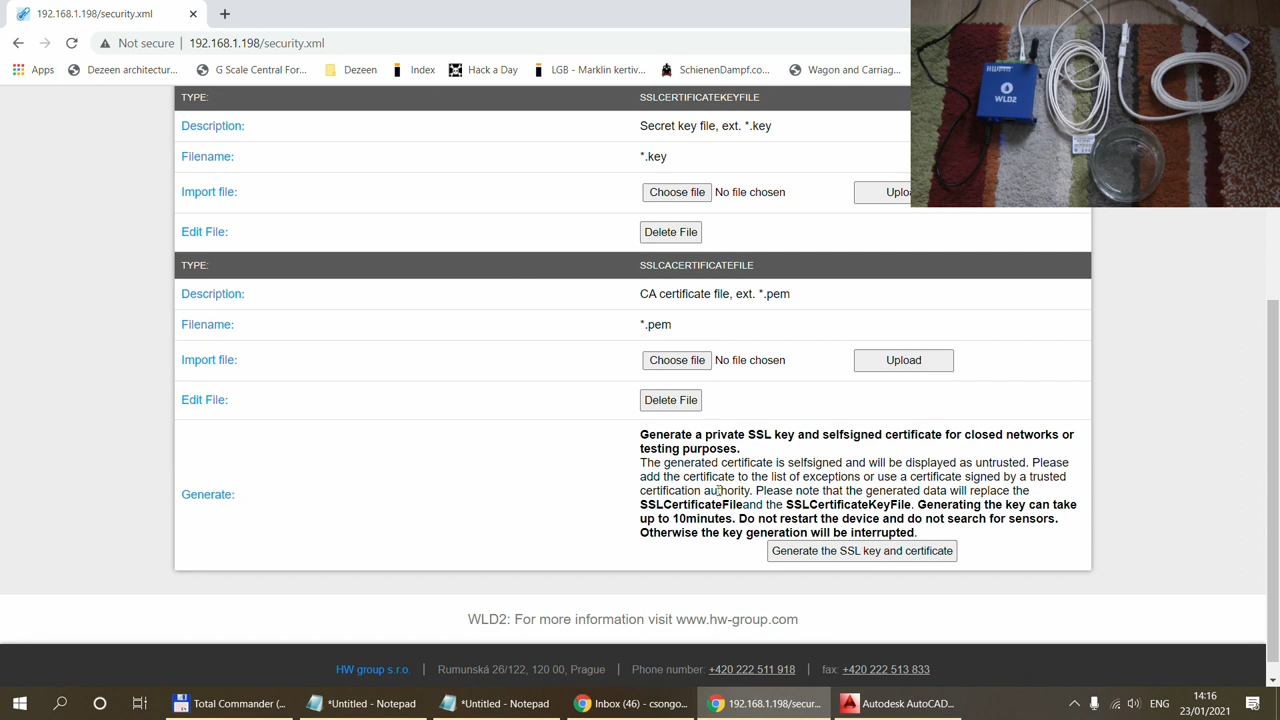 192.168.1.198/security.xml
Not secure | 192.168.1.198/security.xml
Apps Dezeen architectur... G Scale Central For Dezeen Index Hack a Day LGB - Marklin kertiv... SchienenDampf.co... Wagon and Carriag...
WLD2
TYPE: SSLCERTIFICATEKEYFILE
Description: Secret key file, ext. *.key
Filename: *.key
Import file: Choose file No file chosen Uplo
Edit File: Delete File
TYPE: SSLCACERTIFICATEFILE
Description: CA certificate file, ext. *.pem
Filename: *.pem
Import file: Choose file No file chosen Upload
Edit File: Delete File
Generate a private SSL key and selfsigned certificate for closed networks or
testing purposes.
The generated certificate is selfsigned and will be displayed as untrusted. Please
add the certificate to the list of exceptions or use a certificate signed by a trusted
certification authority. Please note that the generated data will replace the
Generate:
SSLCertificateFileand the SSLCertificateKeyFile. Generating the key can take
up to 10minutes. Do not restart the device and do not search for sensors.
Otherwise the key generation will be interrupted.
Generate the SSL key and certificate
WLD2: For more information visit www.hw-group.com
HW group s.r.o. | Rumunská 26/122, 120 00, Prague | Phone number: +420 222 511 918 | fax: +420 222 513 833
Total Commander (... *Untitled - Notepad *Untitled - Notepad Inbox (46) - csongo... 192.168.1.198/secur... Autodesk AutoCAD... ENG 14:16
23/01/2021